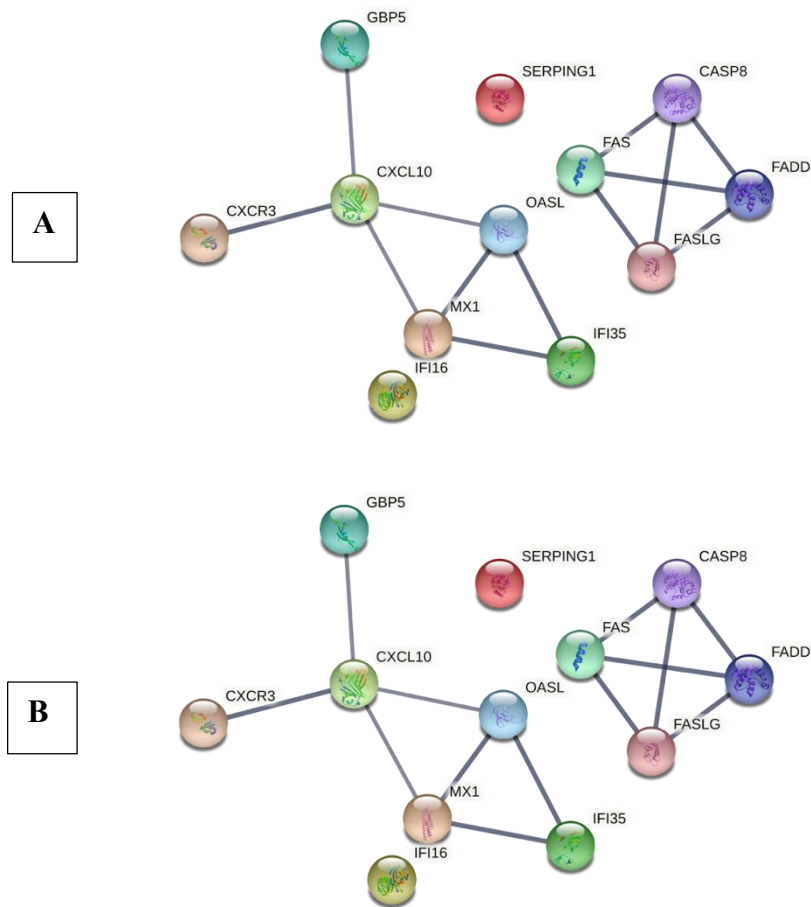 A
GBP5
SERPING1
CASP8
FAS
FADD
CXCL10
OASL
CXCR3
FASLG
MX1
IFI35
IFI16
B
GBP5
SERPING1
CASP8
FAS
FADD
CXCL10
OASL
CXCR3
FASLG
MX1
IFI35
IFI16